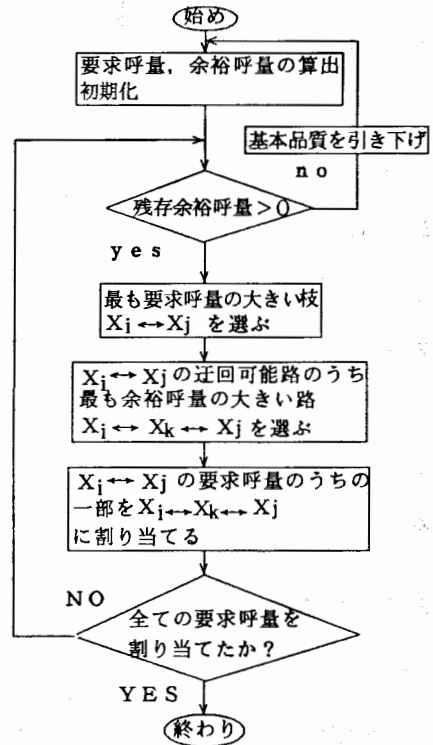 始め
要求呼量，余裕呼量の算出
初期化
基本品質を引き下げ
no
残存余裕呼量＞0
yes
最も要求呼量の大きい枝
Xi↔Xj を選ぶ
Xi↔Xjの迂回可能路のうち
最も余裕呼量の大きい路
Xi↔Xk↔Xjを選ぶ
Xi↔Xjの要求呼量のうちの
一部をXi↔Xk↔Xj
に割り当てる
NO
全ての要求呼量を
割り当てたか？
YES
終わり